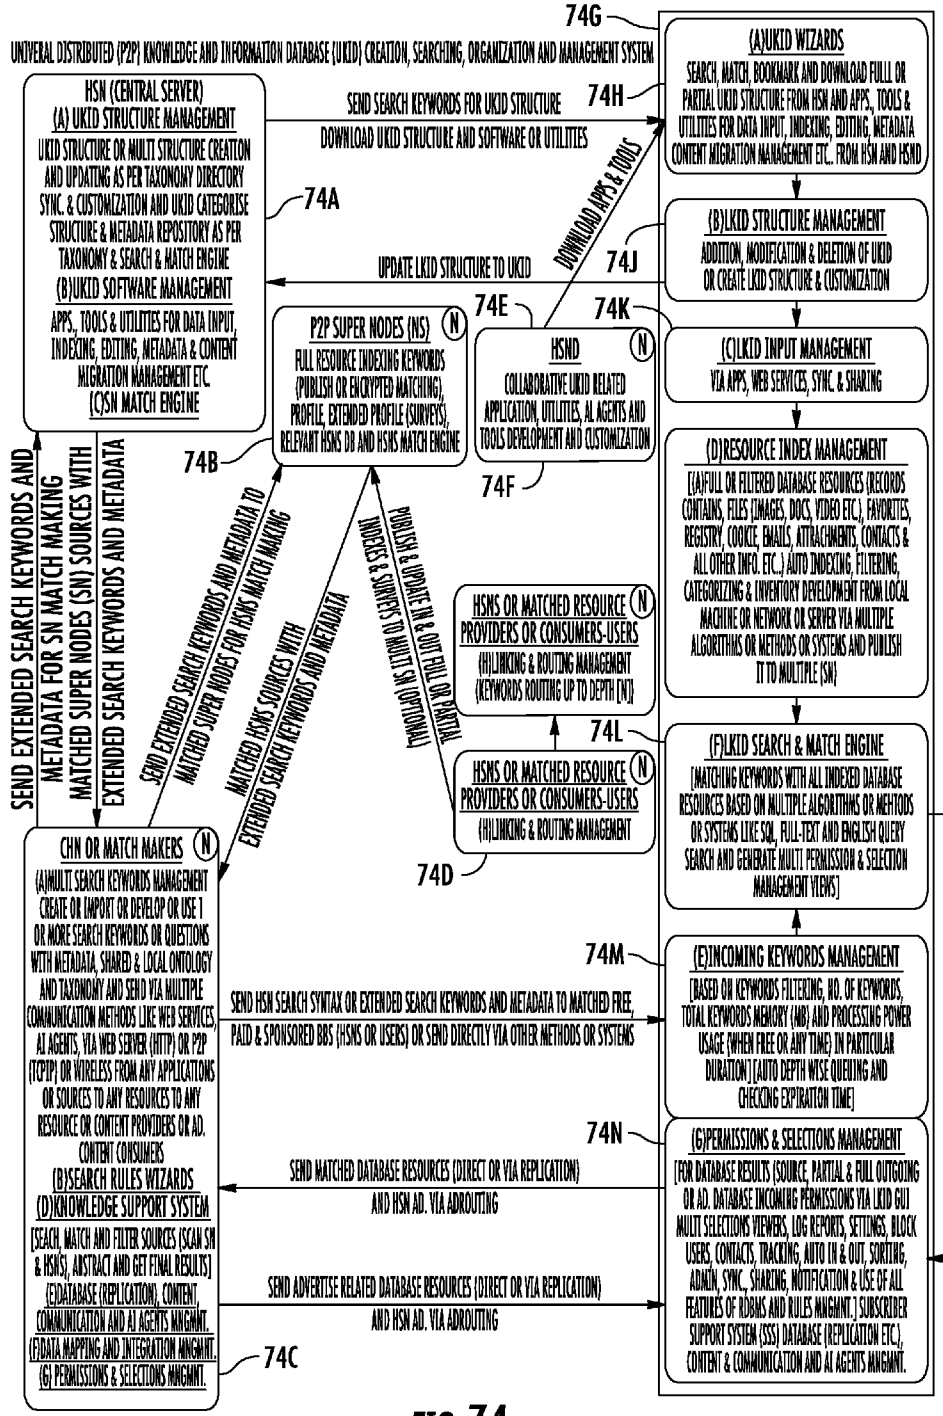 74G
UNIVERAL DISTRIBUTED (P2P) KNOWLEDGE AND INFORMATION DATABASE (UKID) CREATION, SEARCHING, ORGANIZATION AND MANAGEMENT SYSTEM
HSN (CENTRAL SERVER)
(A) UKID STRUCTURE MANAGEMENT
UKID STRUCTURE OR MULTI STRUCTURE CREATION
AND UPDATING AS PER TAXONOMY DIRECTORY
SYNC. & CUSTOMIZATION AND UKID CATEGORISE
STRUCTURE & METADATA REPOSITORY AS PER
TAXONOMY & SEARCH & MATCH ENGINE
(B)UKID SOFTWARE MANAGEMENT
APPS., TOOLS & UTILITIES FOR DATA INPUT,
INDEXING, EDITING, METADATA & CONTENT
MIGRATION MANAGEMENT ETC.
(C)SN MATCH ENGINE
74A
SEND SEARCH KEYWORDS FOR UKID STRUCTURE
DOWNLOAD UKID STRUCTURE AND SOFTWARE OR UTILITIES
DOWNLOAD APPS & TOOLS
UPDATE LKID STRUCTURE TO UKID
74H
(A)UKID WIZARDS
SEARCH, MATCH, BOOKMARK AND DOWNLOAD FULLL OR
PARTIAL UKID STRUCTURE FROM HSN AND APPS., TOOLS &
UTILITIES FOR DATA INPUT, INDEXING, EDITING, METADATA
CONTENT MIGRATION MANAGEMENT ETC.. FROM HSN AND HSND
74J
(B)LKID STRUCTURE MANAGEMENT
ADDITION, MODIFICATION & DELETION OF UKID
OR CREATE LKID STRUCTURE & CUSTOMIZATION
74K
(C)LKID INPUT MANAGEMENT
VIA APPS, WEB SERVICES, SYNC. & SHARING
P2P SUPER NODES (NS)
N
FULL RESOURCE INDEXING KEYWORDS
(PUBLISH OR ENCRYPTED MATCHING),
PROFILE, EXTENDED PROFILE (SURVEYS),
RELEVANT HSNS DB AND HSNS MATCH ENGINE
74B
74E
HSND
N
COLLABORATIVE UKID RELATED
APPLICATION, UTILITIES, AI AGENTS AND
TOOLS DEVELOPMENT AND CUSTOMIZATION
74F
(D)RESOURCE INDEX MANAGEMENT
[(A)FULL OR FILTERED DATABASE RESOURCES (RECORDS
CONTAINS, FILES (IMAGES, DOCS, VIDEO ETC.), FAVORITES,
REGISTRY, COOKIE, EMAILS, ATTRACHMENTS, CONTACTS &
ALL OTHER INFO. ETC..) AUTO INDEXING, FILTERING,
CATEGORIZING & INVENTORY DEVELOPMENT FROM LOCAL
MACHINE OR NETWORK OR SERVER VIA MULTIPLE
ALGORITHMS OR METHODS OR SYSTEMS AND PUBLISH
IT TO MULTIPLE (SN)
SEND EXTENDED SEARCH KEYWORDS AND
METADATA FOR SN MATCH MAKING
MATCHED SUPER NODES (SN) SOURCES WITH
EXTENDED SEARCH KEYWORDS AND METADATA
SEND EXTENDED SEARCH KEYWORDS AND METADATA TO
MATCHED SUPER NODES FOR HSNS MATCH MAKING
MATCHED HSNS SOURCES WITH
EXTENDED SEARCH KEYWORDS AND METADATA
PUBLISH & UPDATE IN & OUT FULL OR PARTIAL
INDEXES & SURVEYS TO MULTI SN (OPTIONAL)
HSNS OR MATCHED RESOURCE
N
PROVIDERS OR CONSUMERS-USERS
(H)LINKING & ROUTING MANAGEMENT
(KEYWORDS ROUTING UP TO DEPTH [N])
HSNS OR MATCHED RESOURCE
N
PROVIDERS OR CONSUMERS-USERS
(H)LINKING & ROUTING MANAGEMENT
74D
74L
(F)LKID SEARCH & MATCH ENGINE
[MATCHING KEYWORDS WITH ALL INDEXED DATABASE
RESOURCES BASED ON MULTIPLE ALGORITHMS OR MEHTODS
OR SYSTEMS LIKE SQL, FULL-TEXT AND ENGLISH QUERY
SEARCH AND GENERATE MULTI PERMISSION & SELECTION
MANAGEMENT VIEWS]
CHN OR MATCH MAKERS
N
(A)MULTI SEARCH KEYWORDS MANAGEMENT
CREATE OR IMPORT OR DEVELOP OR USE 1
OR MORE SEARCH KEYWORDS OR QUESTIONS
WITH METADATA, SHARED & LOCAL ONTOLOGY
AND TAXONOMY AND SEND VIA MULTIPLE
COMMUNICATION METHODS LIKE WEB SERVICES,
AI AGENTS, VIA WEB SERVER (HTTP) OR P2P
(TCPIP) OR WIRELESS FROM ANY APPLICATIONS
OR SOURCES TO ANY RESOURCES TO ANY
RESOURCE OR CONTENT PROVIDERS OR AD.
CONTENT CONSUMERS
(B)SEARCH RULES WIZARDS
(D)KNOWLEDGE SUPPORT SYSTEM
[SEACH, MATCH AND FILTER SOURCES (SCAN SN
& HSNS), ABSTRACT AND GET FINAL RESULTS]
(E)DATABASE (REPLICATION), CONTENT,
COMMUNICATION AND AI AGENTS MNGMNT.
(F)DATA MAPPING AND INTEGRATION MNGMNT.
(G) PERMISSIONS & SELECTIONS MNGMNT.
74C
SEND HSN SEARCH SYNTAX OR EXTENDED SEARCH KEYWORDS AND METADATA TO MATCHED FREE,
PAID & SPONSORED BBS (HSNS OR USERS) OR SEND DIRECTLY VIA OTHER METHODS OR SYSTEMS
74M
(E)INCOMING KEYWORDS MANAGEMENT
[BASED ON KEYWORDS FILTERING, NO. OF KEYWORDS,
TOTAL KEYWORDS MEMORY (MB) AND PROCESSING POWER
USAGE (WHEN FREE OR ANY TIME) IN PARTICULAR
DURATION] [AUTO DEPTH WISE QUEUING AND
CHECKING EXPIRATION TIME]
74N
SEND MATCHED DATABASE RESOURCES (DIRECT OR VIA REPLICATION)
AND HSN AD. VIA ADROUTING
SEND ADVERTISE RELATED DATABASE RESOURCES (DIRECT OR VIA REPLICATION)
AND HSN AD. VIA ADROUTING
(G)PERMISSIONS & SELECTIONS MANAGEMENT
[FOR DATABASE RESULTS (SOURCE, PARTIAL & FULL OUTGOING
OR AD. DATABASE INCOMING PERMISSIONS VIA LKID GUI
MULTI SELECTIONS VIEWERS, LOG REPORTS, SETTINGS, BLOCK
USERS, CONTACTS, TRACKING, AUTO IN & OUT, SORTING,
ADMIN, SYNC., SHARING, NOTIFICATION & USE OF ALL
FEATURES OF RDBMS AND RULES MNGMNT.] SUBSCRIBER
SUPPORT SYSTEM (SSS) DATABASE (REPLICATION ETC.),
CONTENT & COMMUNICATION AND AI AGENTS MNGMNT.
FIG 74